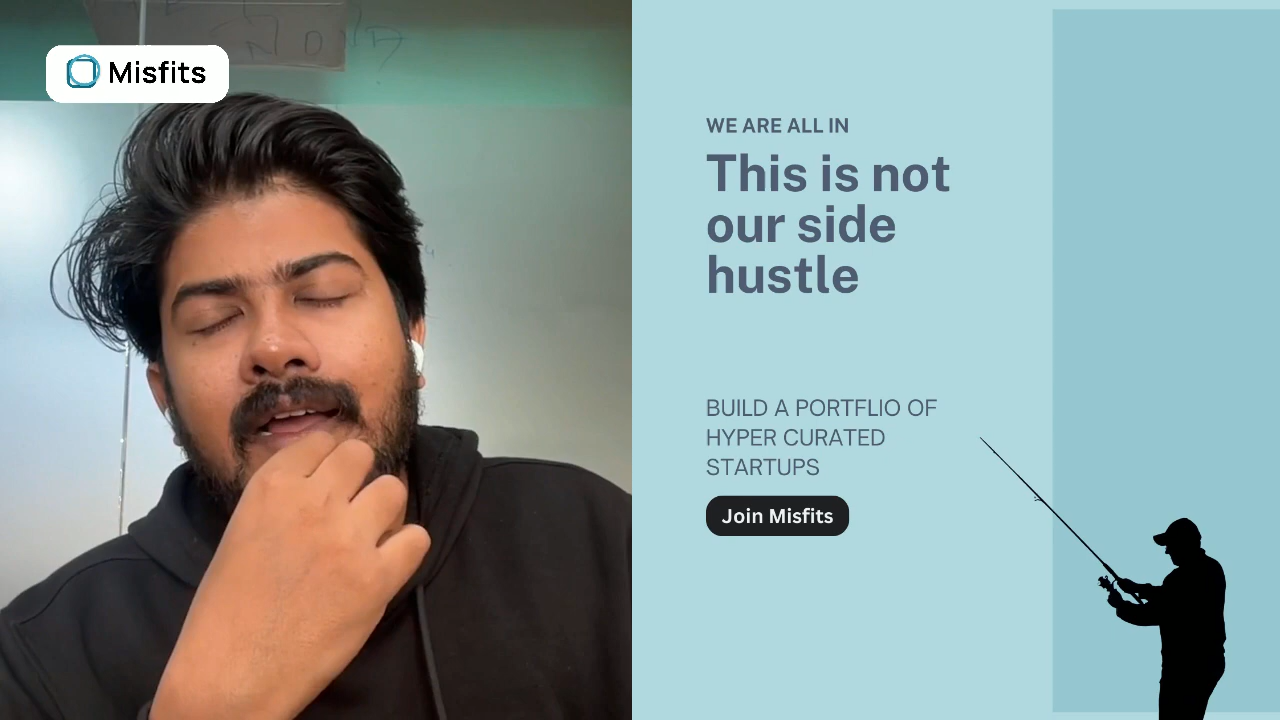 Misfits
WE ARE ALL IN
This is not
our side
hustle
BUILD A PORTFLIO OF
HYPER CURATED
STARTUPS
Join Misfits